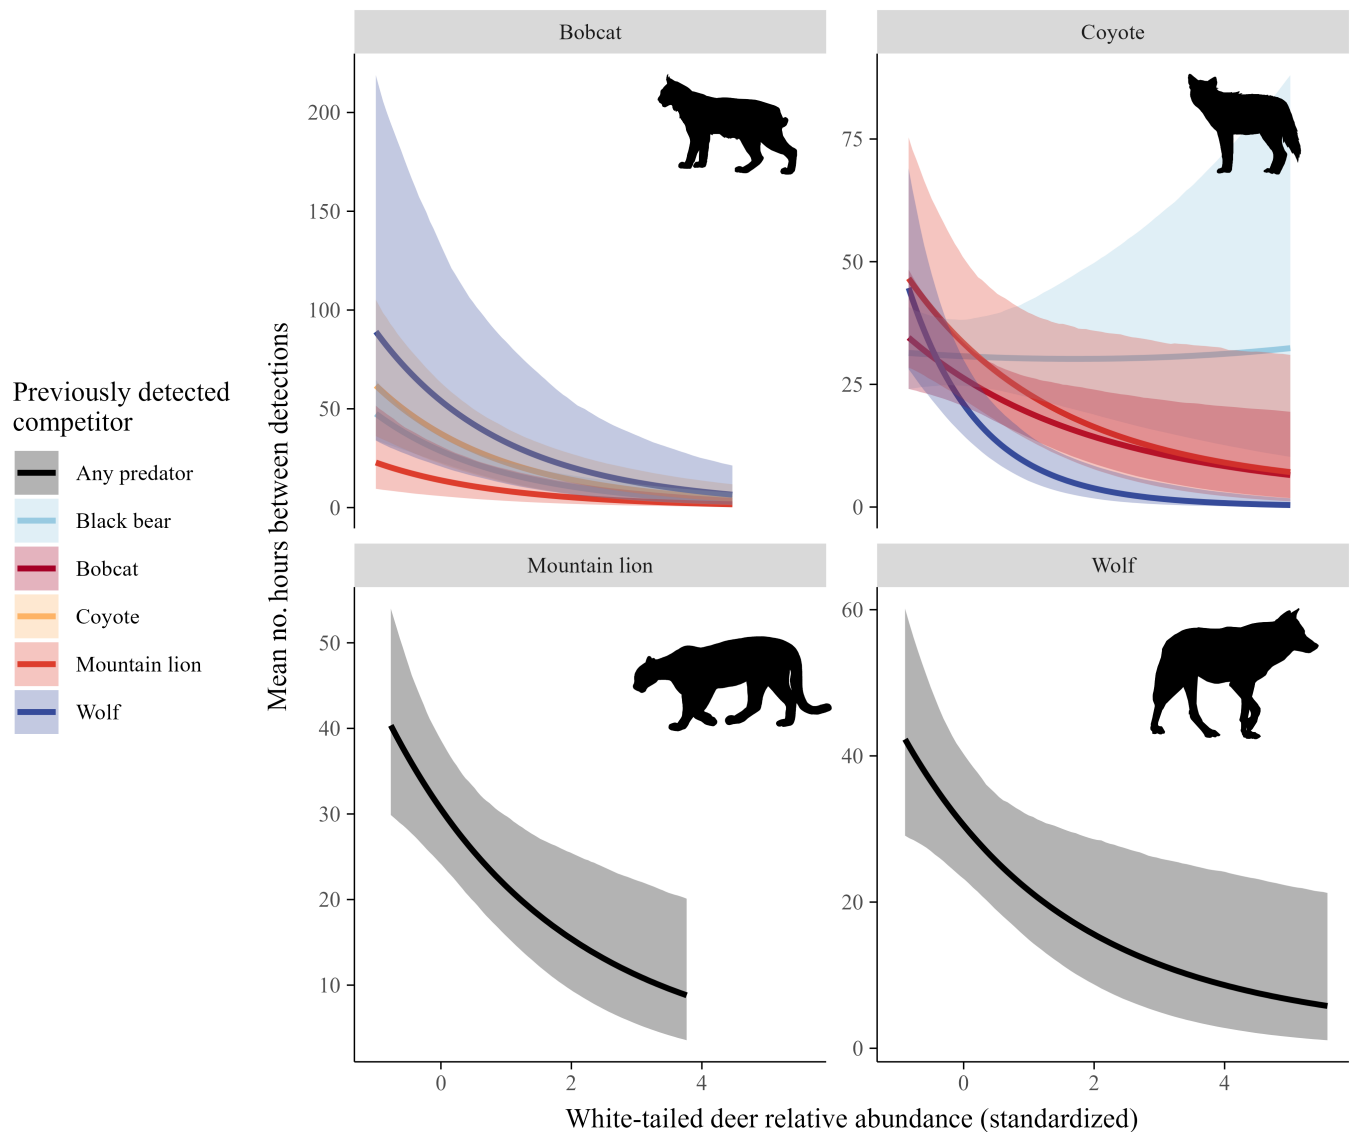 Bobcat
Coyote
200
150
100
50
0
75
50
25
0
Mean no. hours between detections
Previously detected
competitor
Any predator
Black bear
Bobcat
Coyote
Mountain lion
Wolf
Mountain lion
Wolf
50
40
30
20
10
60
40
20
0
0 2 4
0 2 4
White-tailed deer relative abundance (standardized)